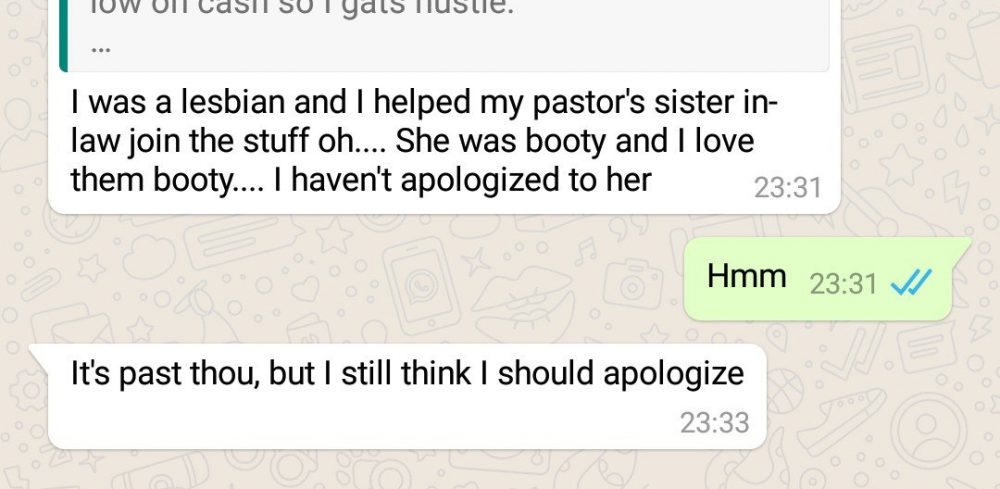 low on cash so I gats hustle.
...
I was a lesbian and I helped my pastor's sister in-
law join the stuff oh.... She was booty and I love
them booty.... I haven't apologized to her
23:31
Hmm 23:31
It's past thou, but I still think I should apologize
23:33